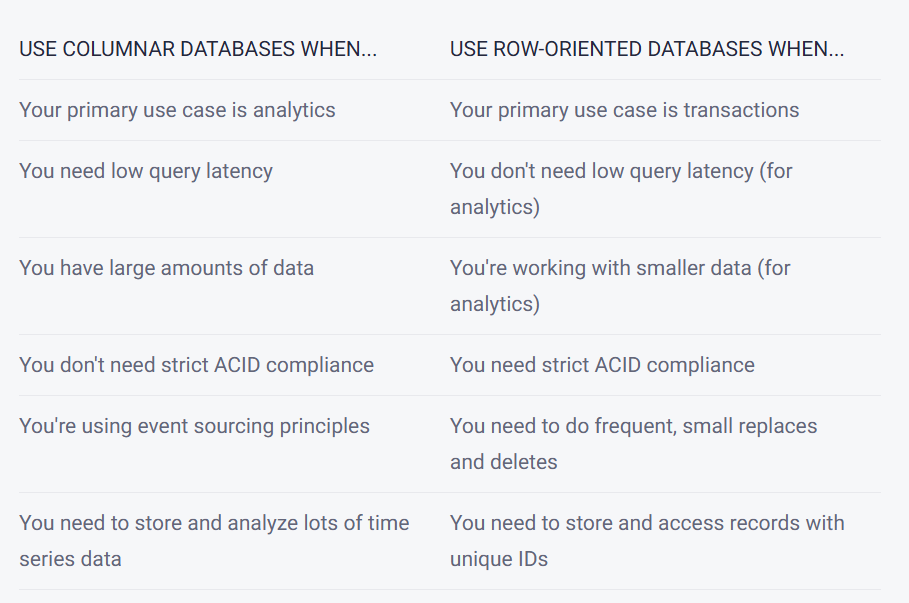 USE COLUMNAR DATABASES WHEN...
USE ROW-ORIENTED DATABASES WHEN...
Your primary use case is analytics
Your primary use case is transactions
You need low query latency
You don't need low query latency (for
analytics)
You have large amounts of data
You're working with smaller data (for
analytics)
You don't need strict ACID compliance
You need strict ACID compliance
You're using event sourcing principles
You need to do frequent, small replaces
and deletes
You need to store and analyze lots of time
series data
You need to store and access records with
unique IDs